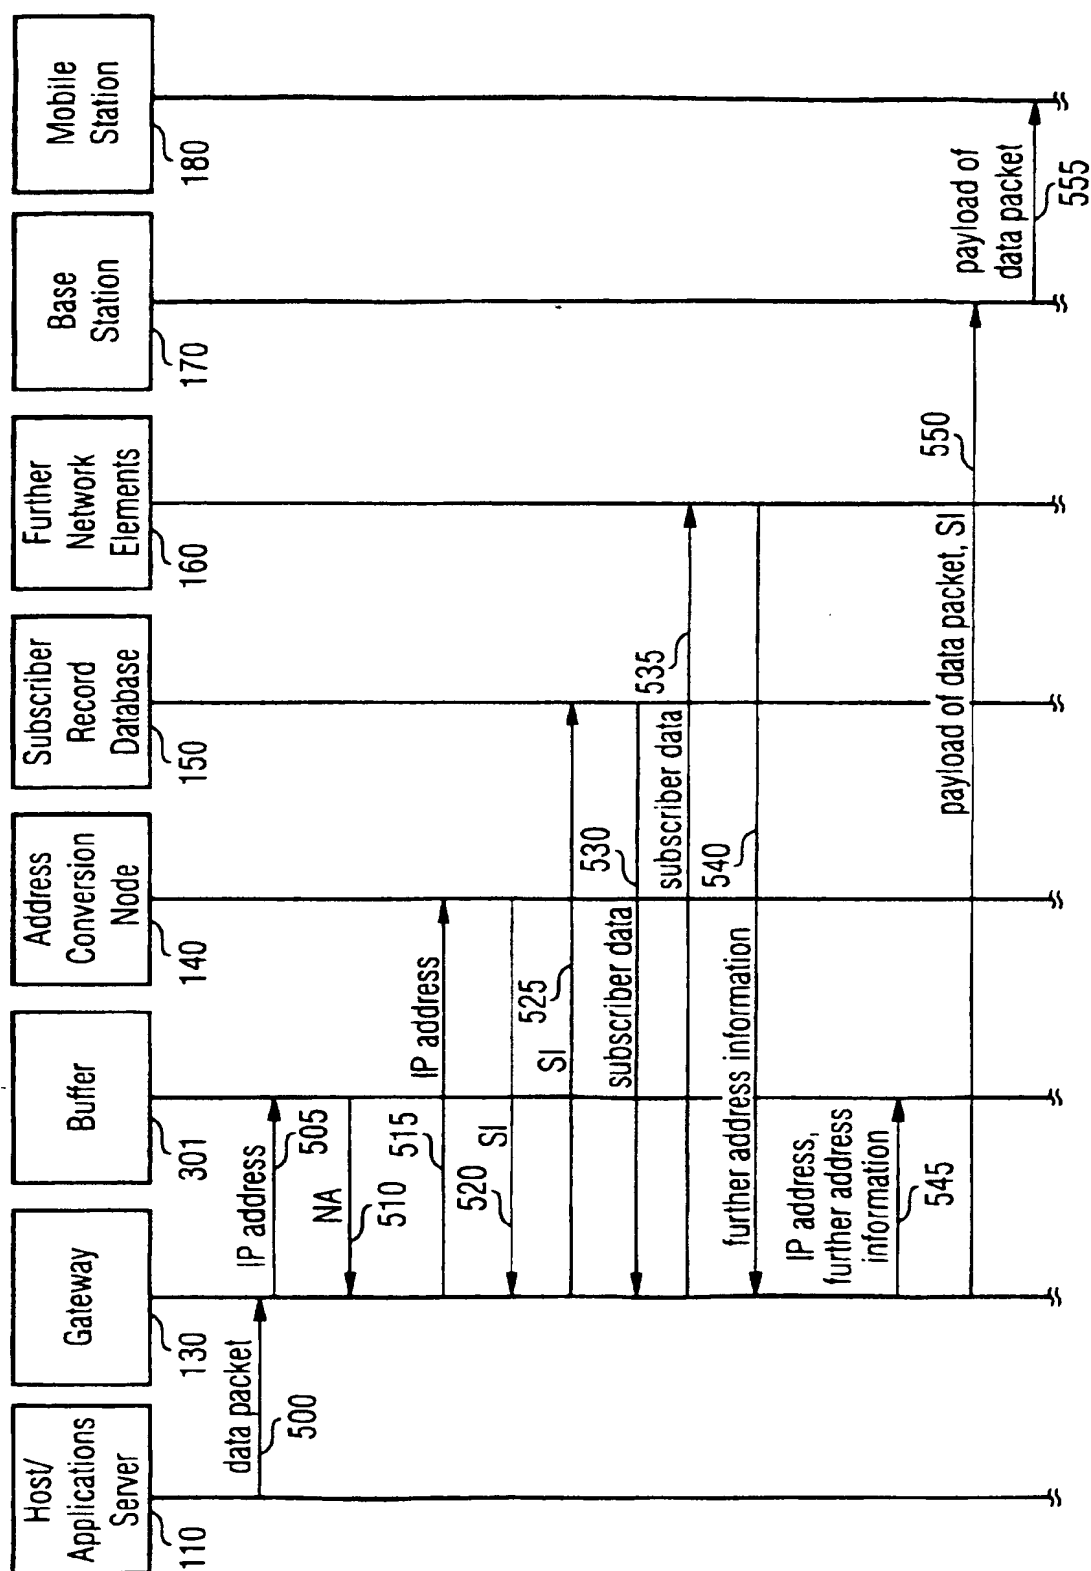 Host/
Applications
Server
110
Gateway
130
Buffer
301
Address
Conversion
Node
140
Subscriber
Record
Database
150
Further
Network
Elements
160
Base
Station
170
Mobile
Station
180
data packet
500
IP address
505
NA
510
IP address
515
SI
520
SI
525
subscriber data
530
subscriber data
535
further address information
540
IP address,
further address
information
545
payload of data packet, SI
550
payload of
data packet
555